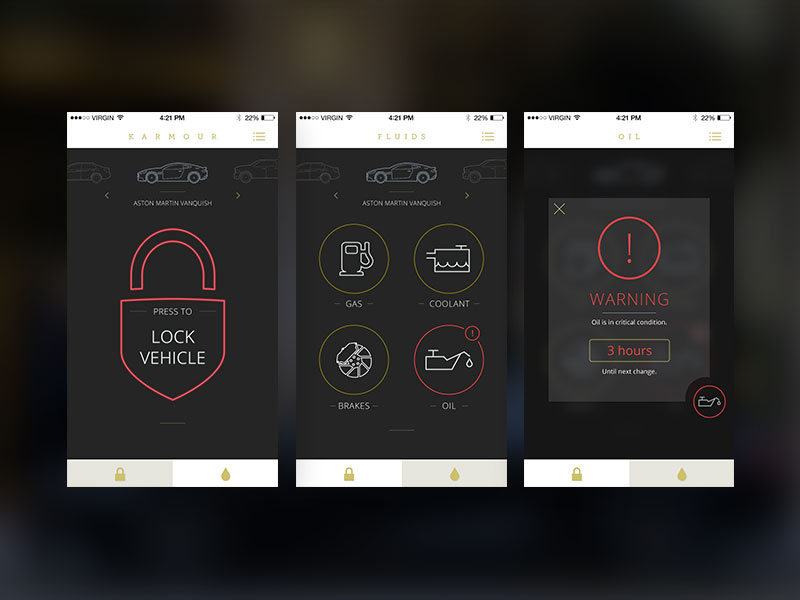 VIRGIN 4:21 PM 22%
KARMOUR
ASTON MARTIN VANQUISH
PRESS TO
LOCK
VEHICLE
VIRGIN 4:21 PM 22%
FLUIDS
ASTON MARTIN VANQUISH
GAS
COOLANT
!
BRAKES
OIL
VIRGIN 4:21 PM 22%
OIL
!
WARNING
Oil is in critical condition.
3 hours
Until next change.